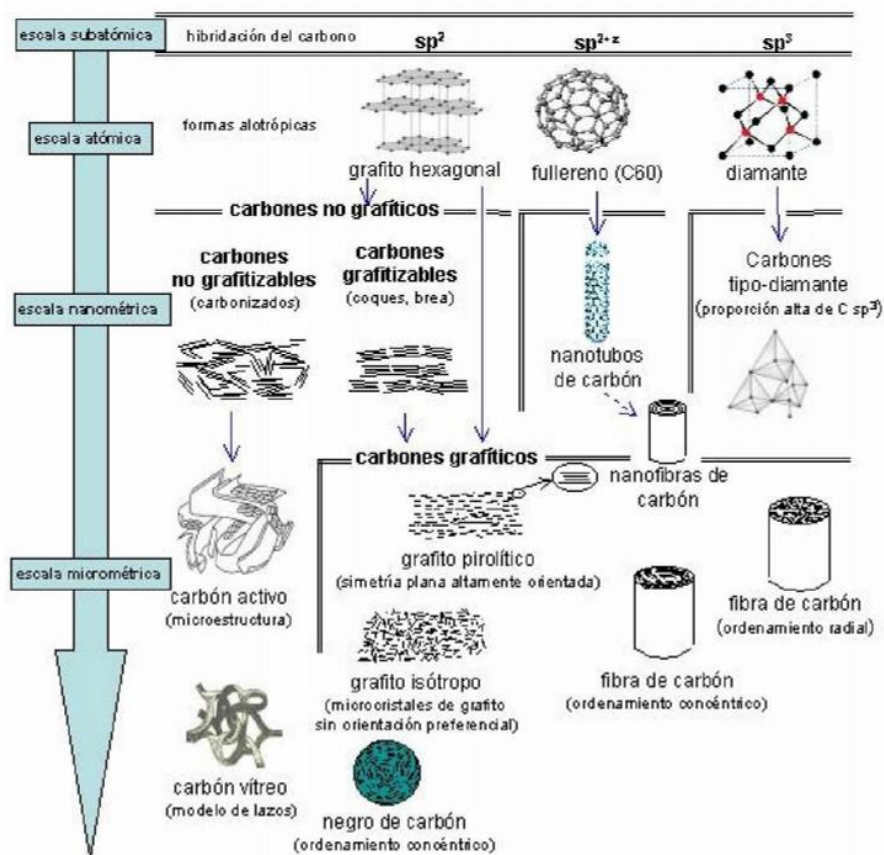 escala subatómica
hibridación del carbono
sp²
sp²⁺ᶻ
sp³
escala atómica
formas alotrópicas
grafito hexagonal
fullereno (C60)
diamante
carbones no grafíticos
carbones
no grafitizables
(carbonizados)
carbones
grafitizables
(coques, brea)
escala nanométrica
nanotubos
de carbón
Carbones
tipo-diamante
(proporción alta de C sp³)
carbones grafíticos
nanofibras de
carbón
escala micrométrica
carbón activo
(microestructura)
grafito pirolítico
(simetría plana altamente orientada)
fibra de carbón
(ordenamiento radial)
grafito isótropo
(microcristales de grafito
sin orientación preferencial)
fibra de carbón
(ordenamiento concéntrico)
carbón vítreo
(modelo de lazos)
negro de carbón
(ordenamiento concéntrico)